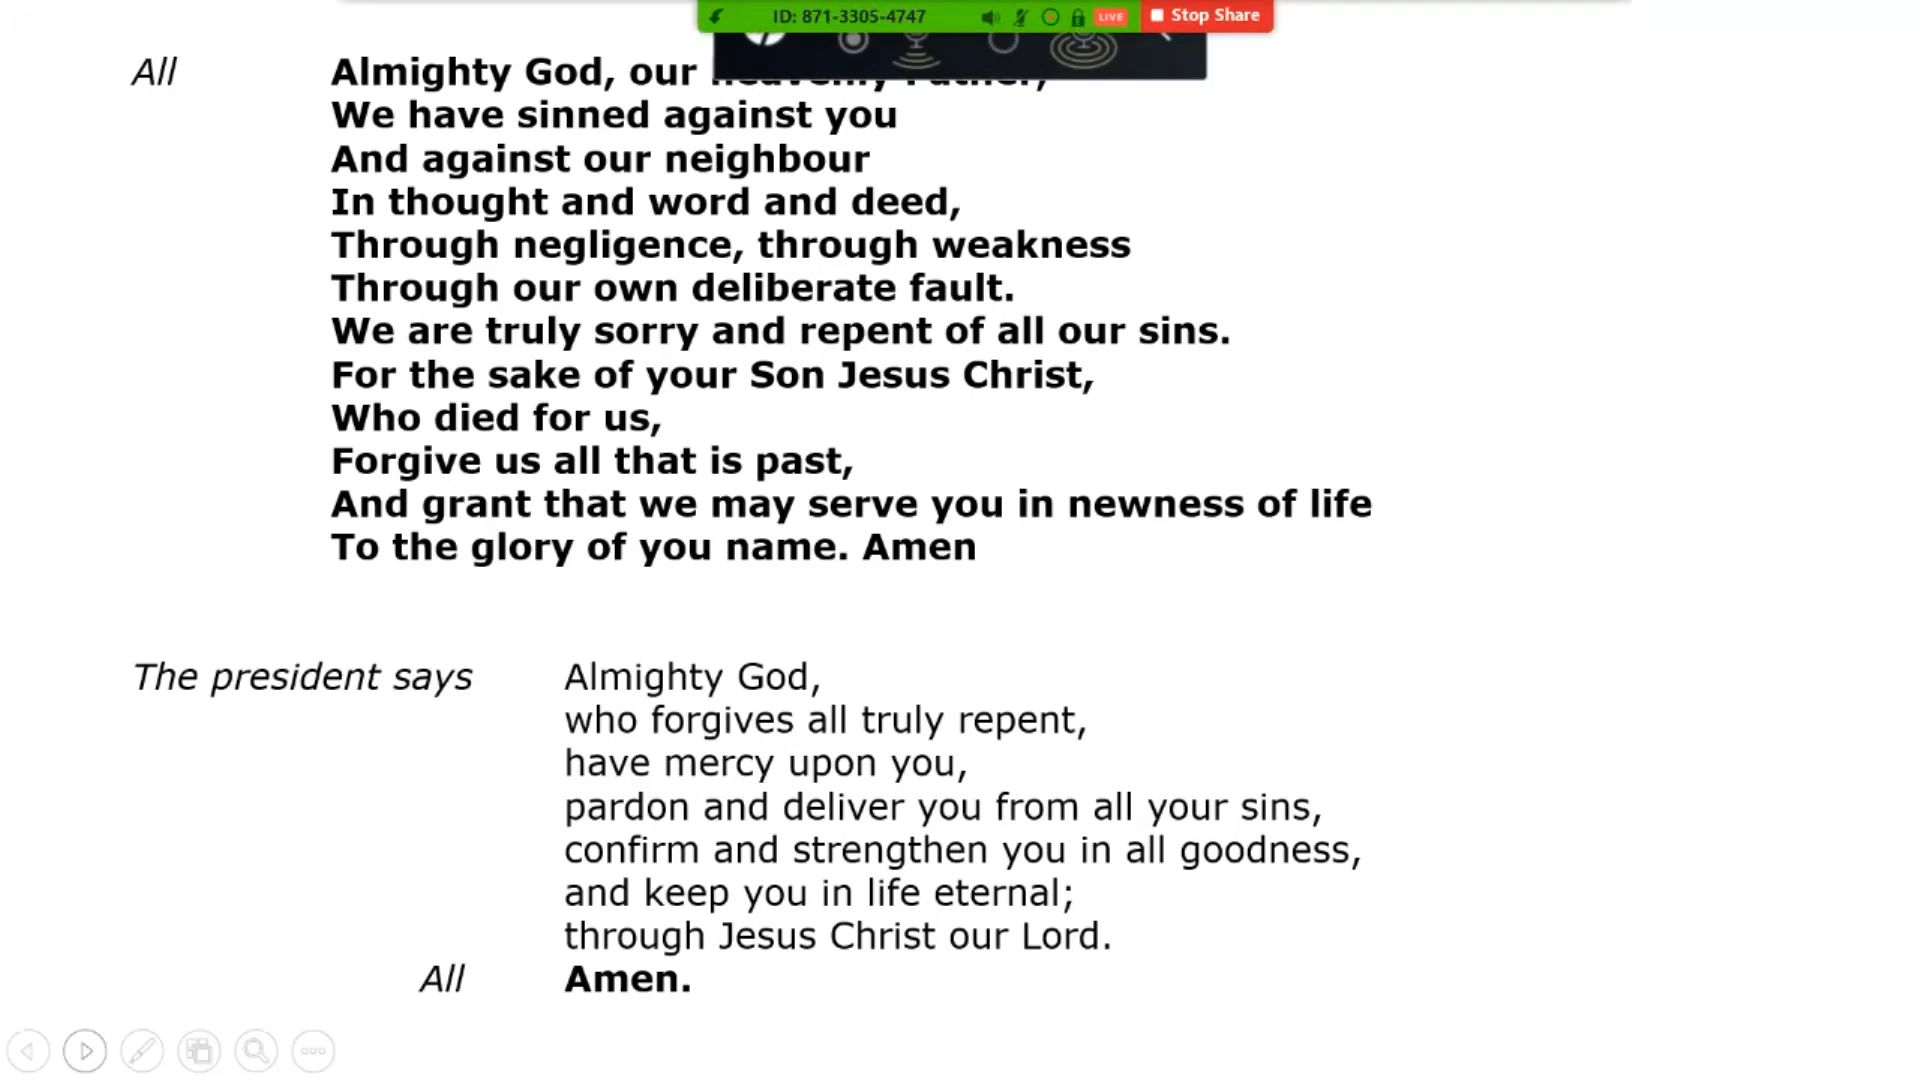 ID: 871-3305-4747 LIVE Stop Share
All Almighty God, our heavenly Father,
We have sinned against you
And against our neighbour
In thought and word and deed,
Through negligence, through weakness
Through our own deliberate fault.
We are truly sorry and repent of all our sins.
For the sake of your Son Jesus Christ,
Who died for us,
Forgive us all that is past,
And grant that we may serve you in newness of life
To the glory of you name. Amen
The president says Almighty God,
who forgives all truly repent,
have mercy upon you,
pardon and deliver you from all your sins,
confirm and strengthen you in all goodness,
and keep you in life eternal;
through Jesus Christ our Lord.
All Amen.